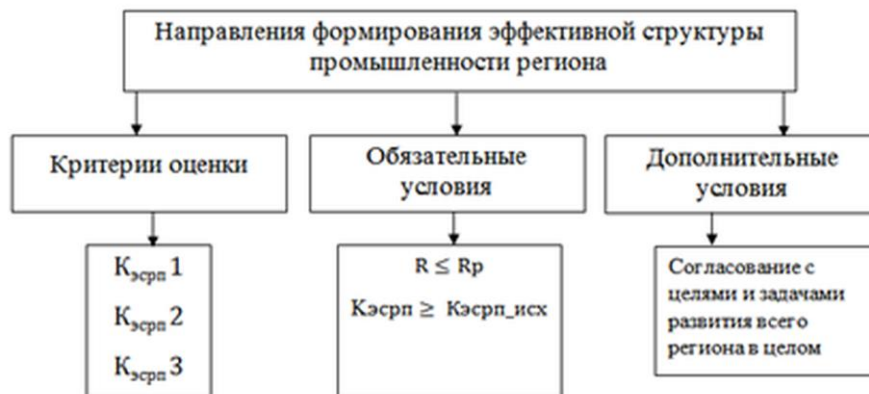 Направления формирования эффективной структуры
промышленности региона
Критерии оценки
Обязательные
условия
Дополнительные
условия
Кэсрп1
Кэсрп2
Кэсрп3
R ≤ Rр
Кэсрп ≥ Кэсрп_исх
Согласование с
целями и задачами
развития всего
региона в целом